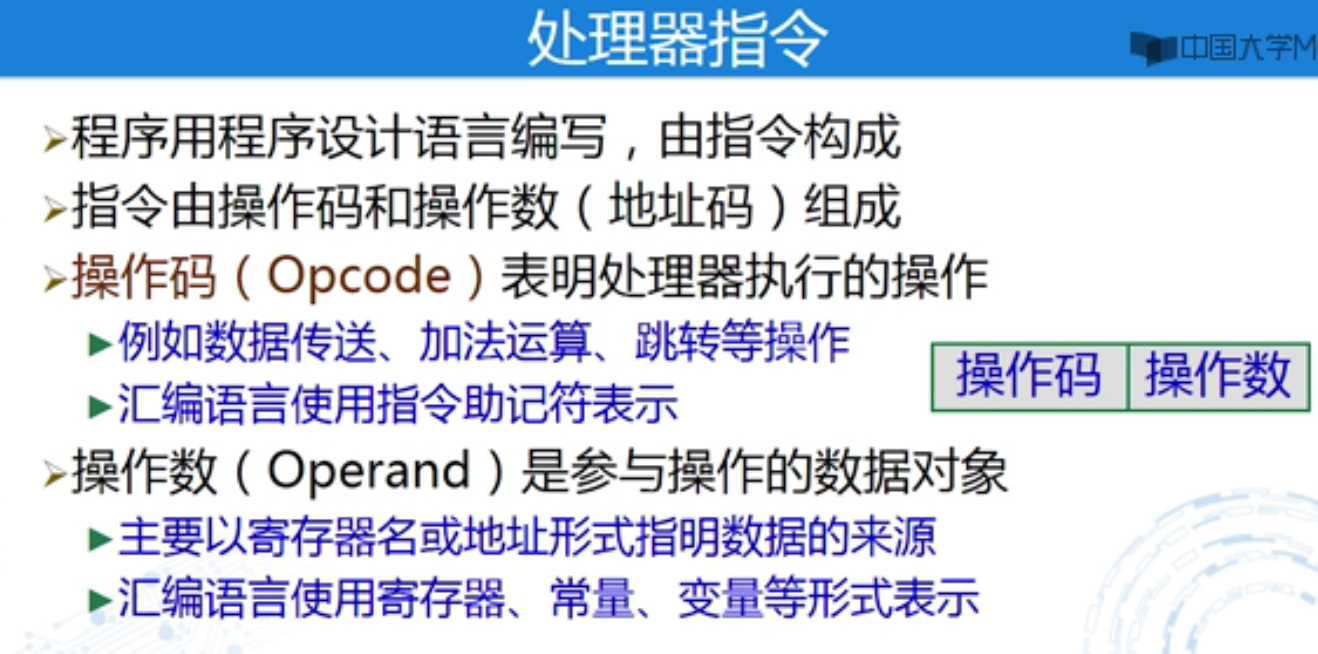 处理器指令
中国大学M
程序用程序设计语言编写，由指令构成
指令由操作码和操作数（地址码）组成
操作码（Opcode）表明处理器执行的操作
例如数据传送、加法运算、跳转等操作
汇编语言使用指令助记符表示
操作码 操作数
操作数（Operand）是参与操作的数据对象
主要以寄存器名或地址形式指明数据的来源
汇编语言使用寄存器、常量、变量等形式表示